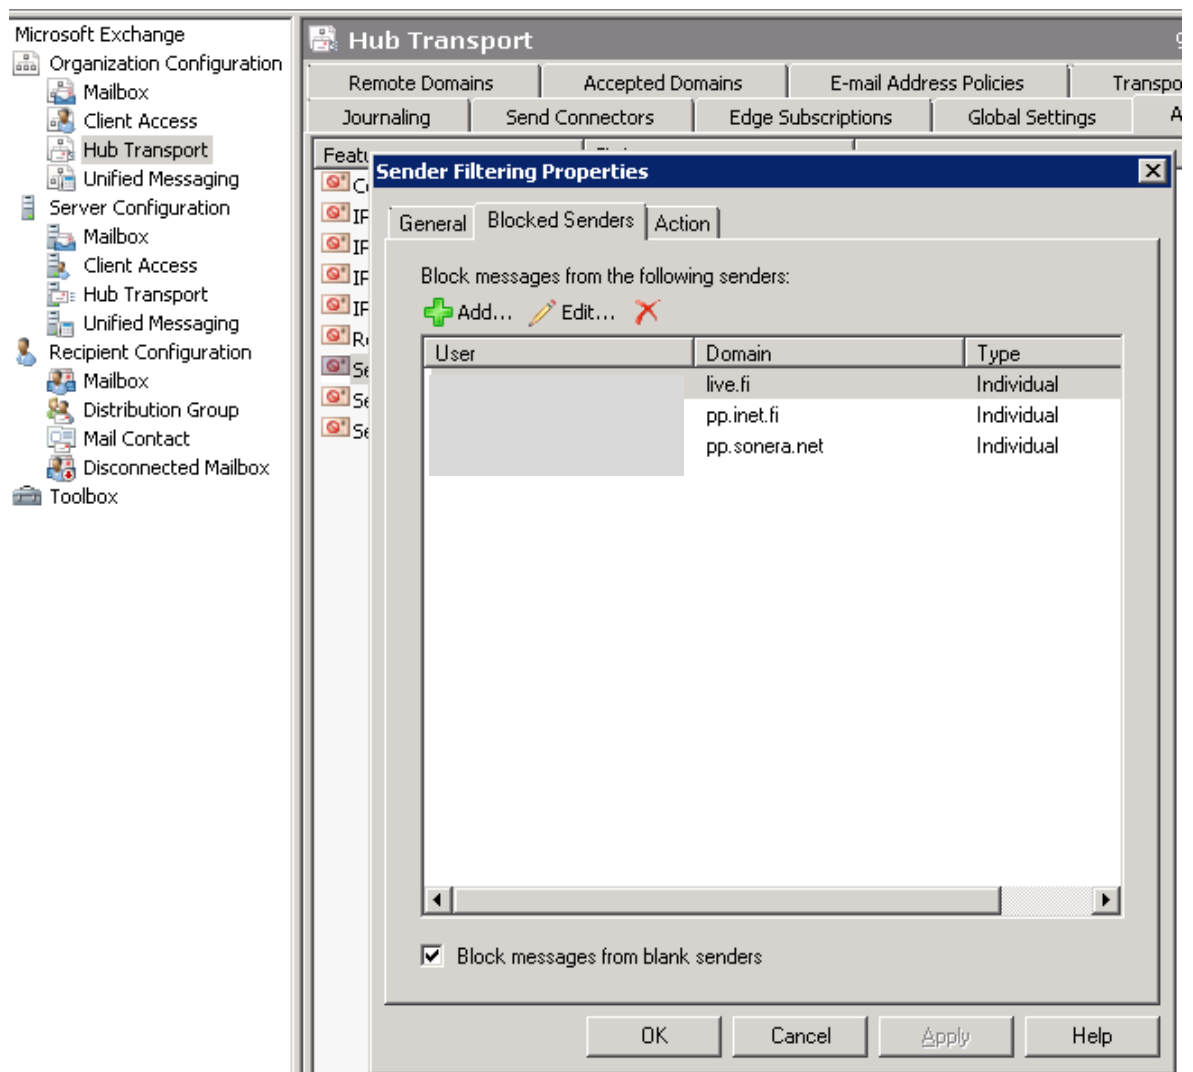 Microsoft Exchange
Organization Configuration
Mailbox
Client Access
Hub Transport
Unified Messaging
Server Configuration
Mailbox
Client Access
Hub Transport
Unified Messaging
Recipient Configuration
Mailbox
Distribution Group
Mail Contact
Disconnected Mailbox
Toolbox
Hub Transport
Remote Domains Accepted Domains E-mail Address Policies
Journaling Send Connectors Edge Subscriptions Global Settings
Sender Filtering Properties
General Blocked Senders Action
Block messages from the following senders:
Add... Edit...
User Domain Type
live.fi Individual
pp.inet.fi Individual
pp.sonera.net Individual
Block messages from blank senders
OK Cancel Apply Help